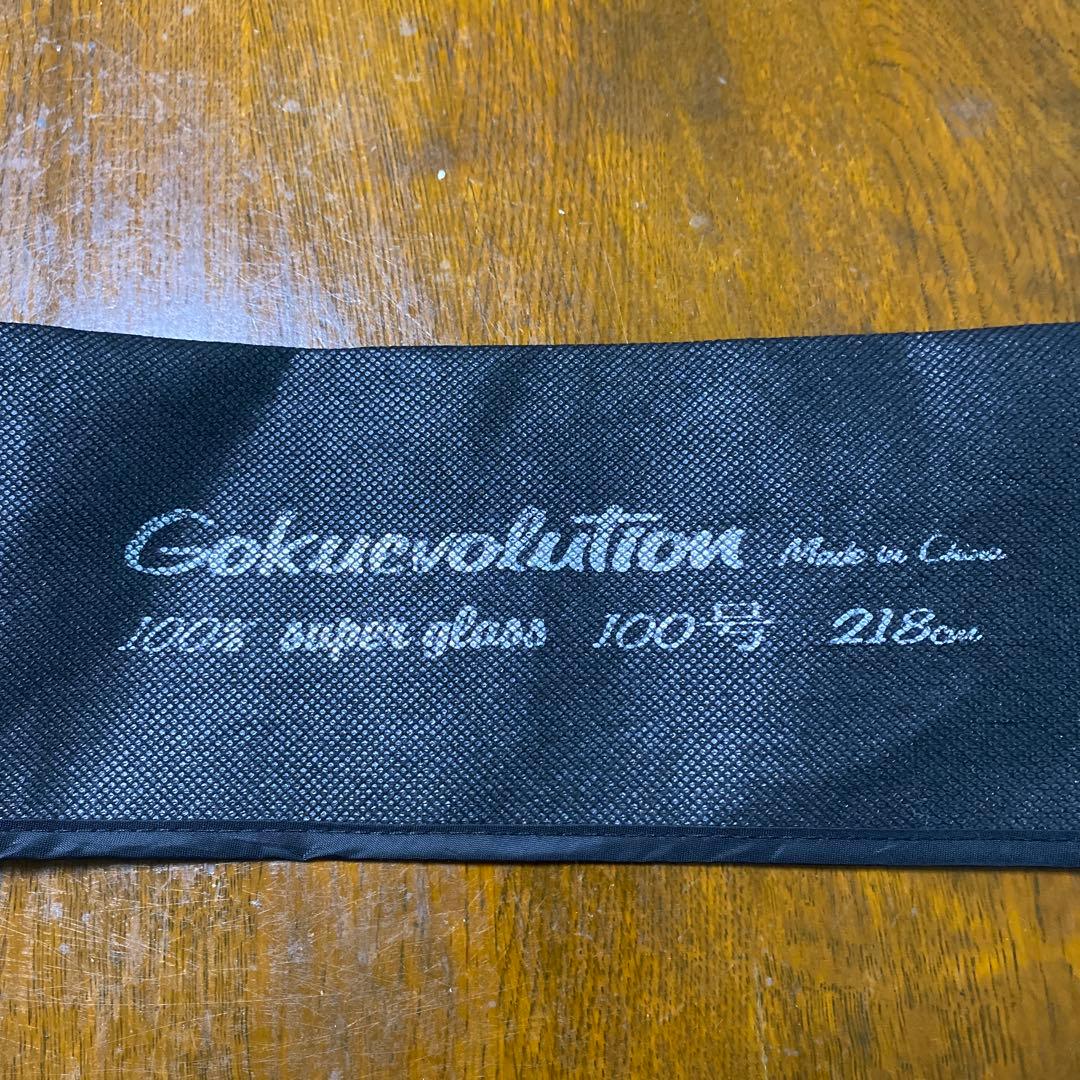 Gokuevolution Made in China
100% super glass 100号 218cm